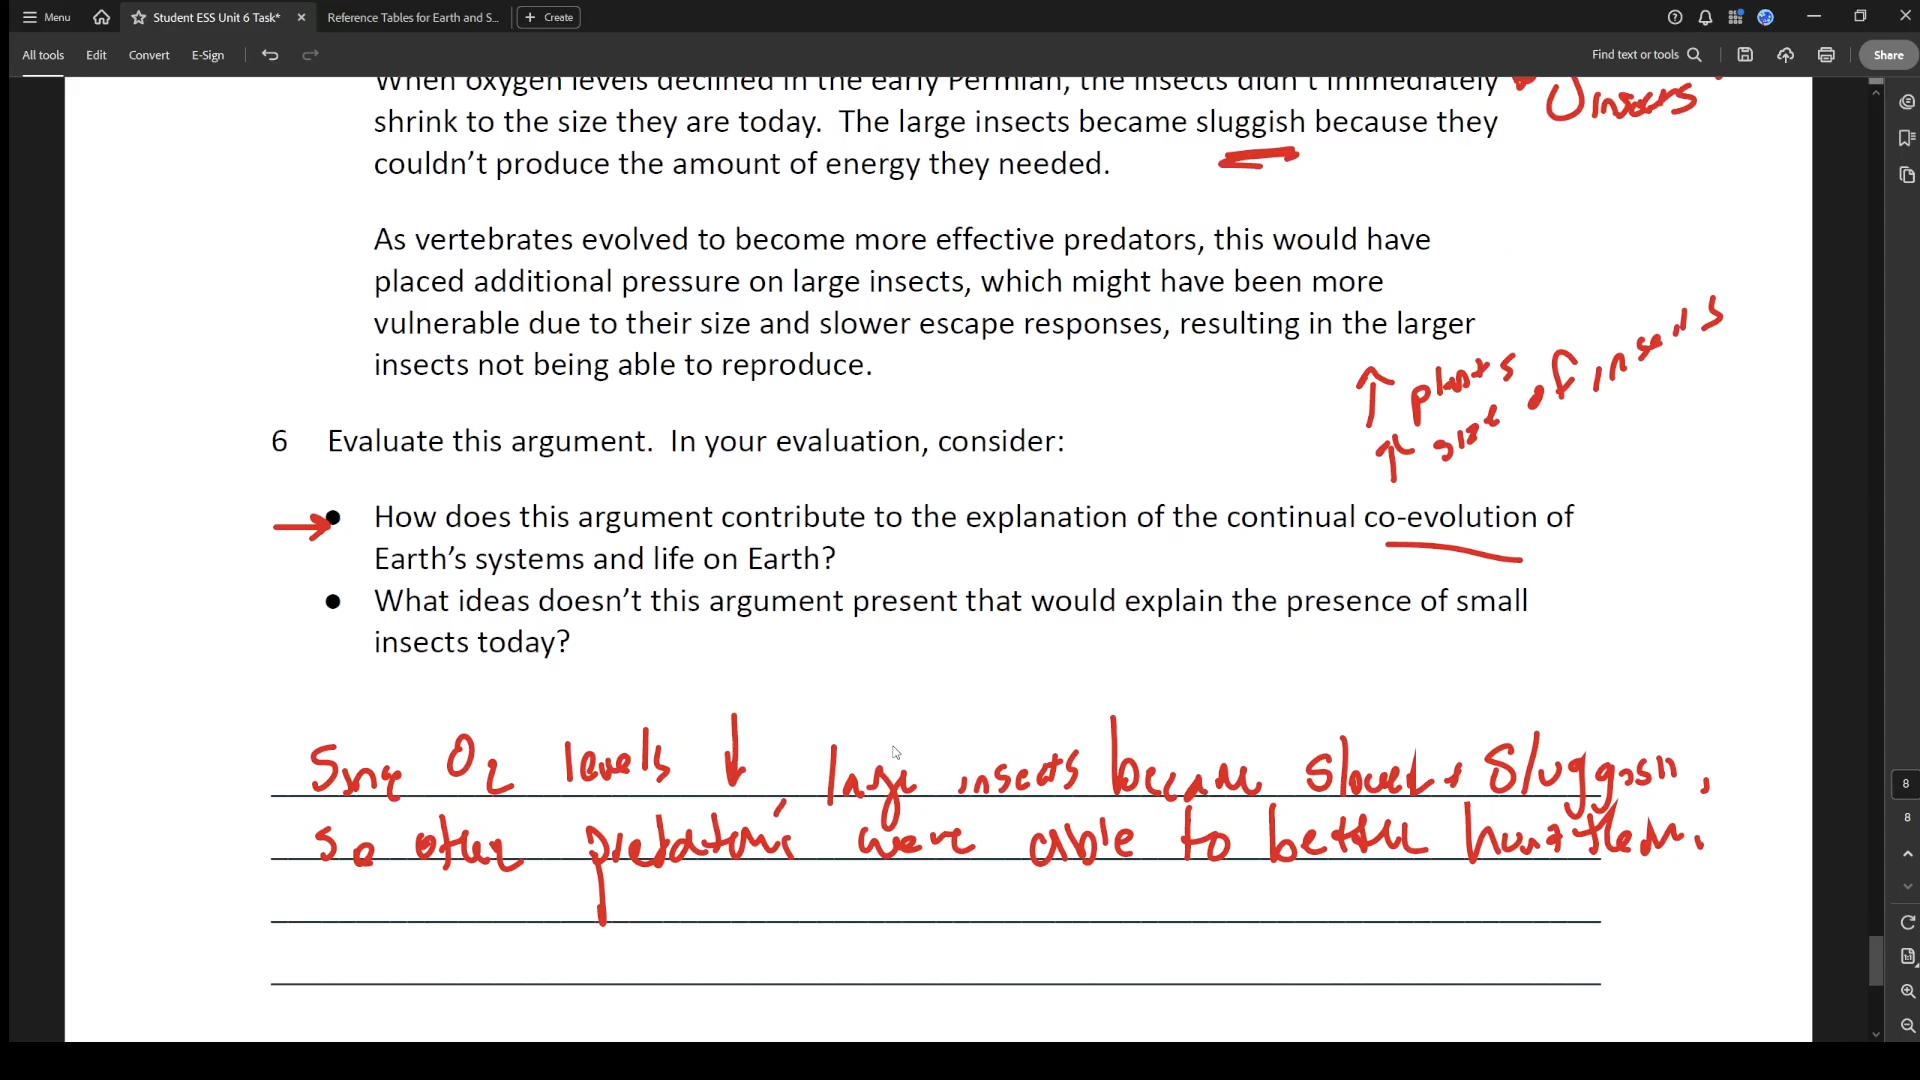 Menu
Student ESS Unit 6 Task*
Reference Tables for Earth and S...
Create
All tools
Edit
Convert
E-Sign
Find text or tools
Share
When oxygen levels declined in the early Permian, the insects didn't immediately
insects
shrink to the size they are today. The large insects became sluggish because they
couldn't produce the amount of energy they needed.
As vertebrates evolved to become more effective predators, this would have
placed additional pressure on large insects, which might have been more
vulnerable due to their size and slower escape responses, resulting in the larger
insects not being able to reproduce.
↑ plants
↑ size of insects
6 Evaluate this argument. In your evaluation, consider:
● How does this argument contribute to the explanation of the continual co-evolution of
Earth's systems and life on Earth?
● What ideas doesn't this argument present that would explain the presence of small
insects today?
Since O2 levels ↓ large insects became slower + sluggish,
so other predators were able to better hunt them.
8
8